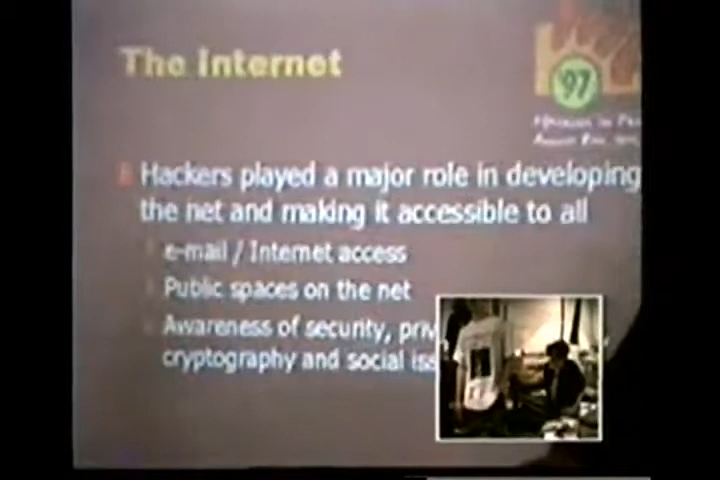 The Internet
'97
Hackers played a major role in developing
the net and making it accessible to all
e-mail / Internet access
Public spaces on the net
Awareness of security,
cryptography and social